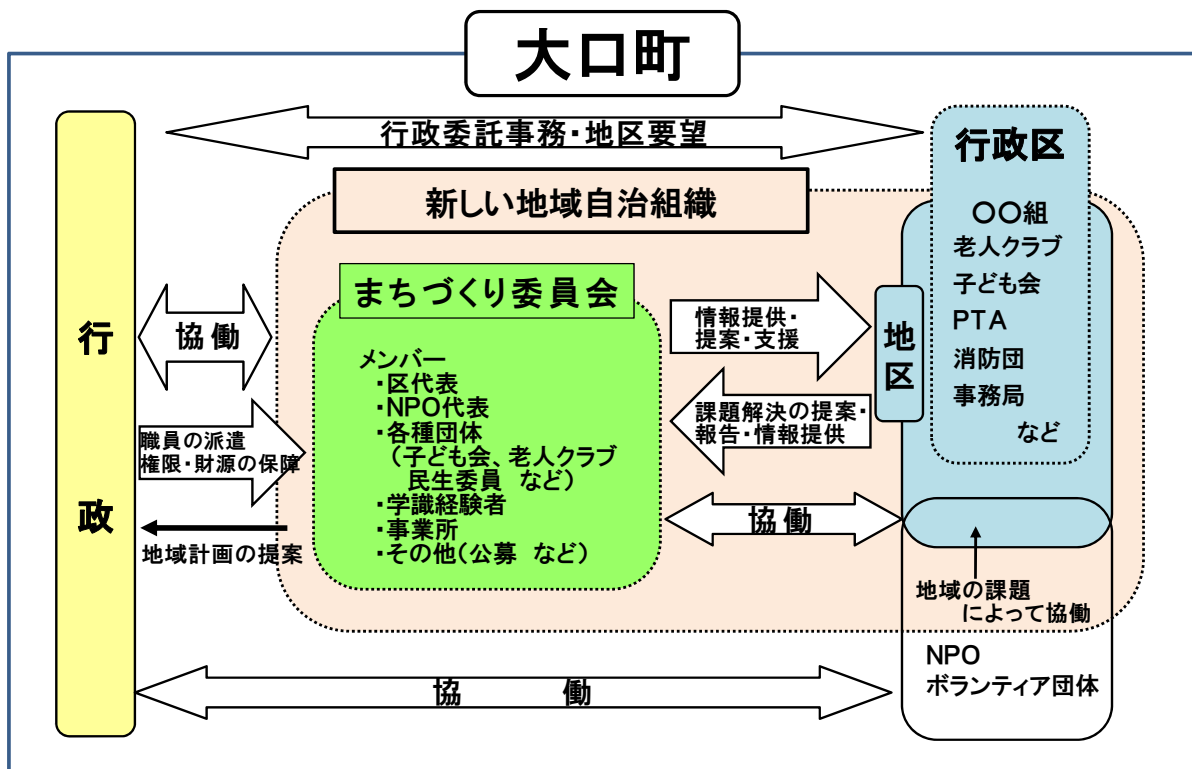 大口町
行政委託事務・地区要望
行政区
新しい地域自治組織
〇〇組
老人クラブ
子ども会
PTA
消防団
事務局
など
地区
まちづくり委員会
メンバー
・区代表
・NPO代表
・各種団体
（子ども会、老人クラブ
民生委員 など）
・学識経験者
・事業所
・その他（公募 など）
行政
協働
職員の派遣
権限・財源の保障
地域計画の提案
情報提供・
提案・支援
課題解決の提案・
報告・情報提供
協働
地域の課題
によって協働
NPO
ボランティア団体
協働